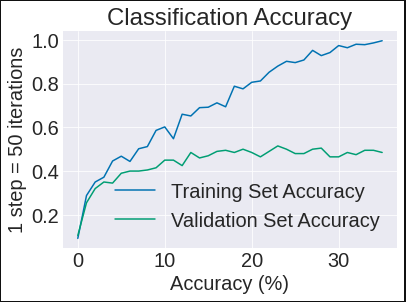 Classification Accuracy
1 step = 50 iterations
1.0
0.8
0.6
0.4
0.2
Training Set Accuracy
Validation Set Accuracy
0 10 20 30
Accuracy (%)